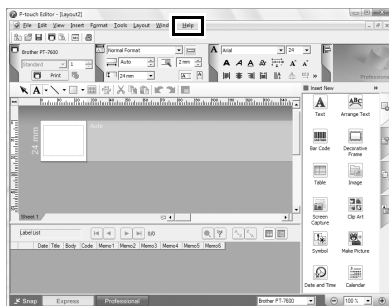 P-touch Editor - [Layout2]
File Edit View Insert Format Tools Layout Window Help
Brother PT-7600
Standard 1
Print
Normal Format
Auto 2 mm
24 mm
Arial 24
Professional
Insert New
24 mm
Auto
Text Arrange Text
Bar Code Decorative Frame
Table Image
Screen Capture Clip Art
Symbol Make Picture
Date and Time Calendar
Sheet 1
Label List 0/0
Date Title Body Code Memo1 Memo2 Memo3 Memo4 Memo5 Memo6
Snap Express Professional Brother PT-7600 100 %